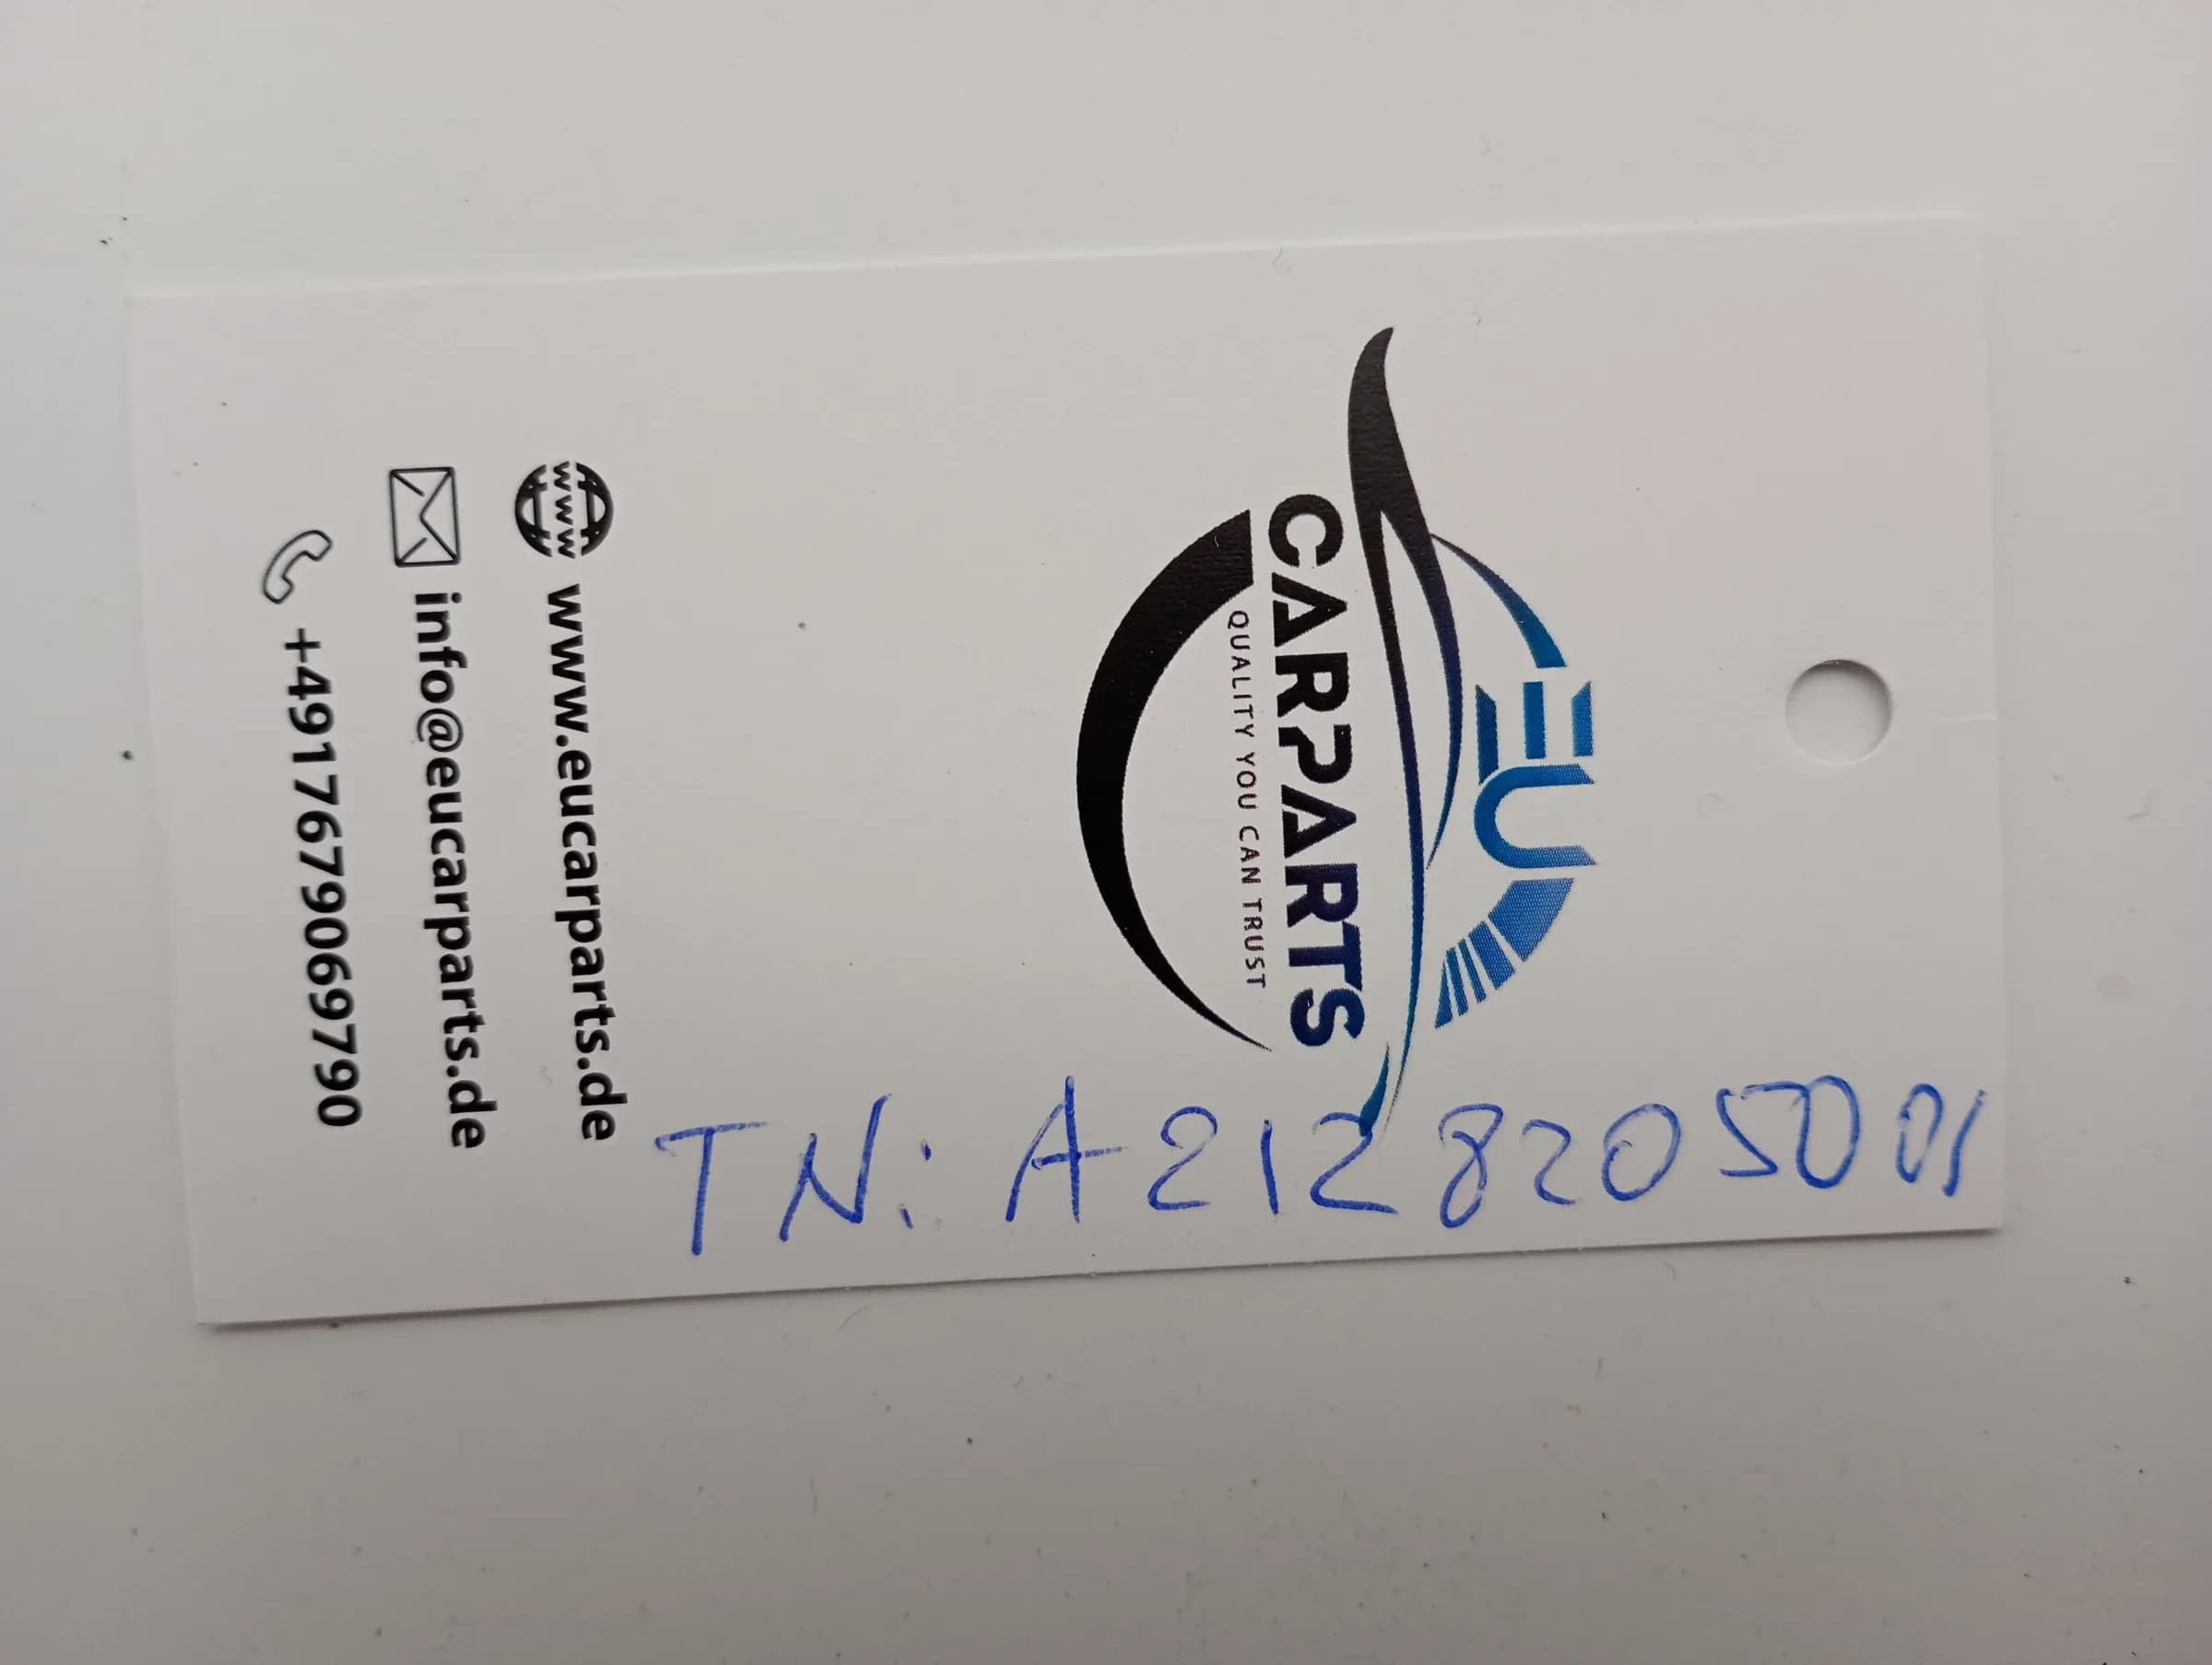 EU
CARPARTS
QUALITY YOU CAN TRUST
www
www.eucarparts.de
info@eucarparts.de
+4917679069790
TN: A2128205001